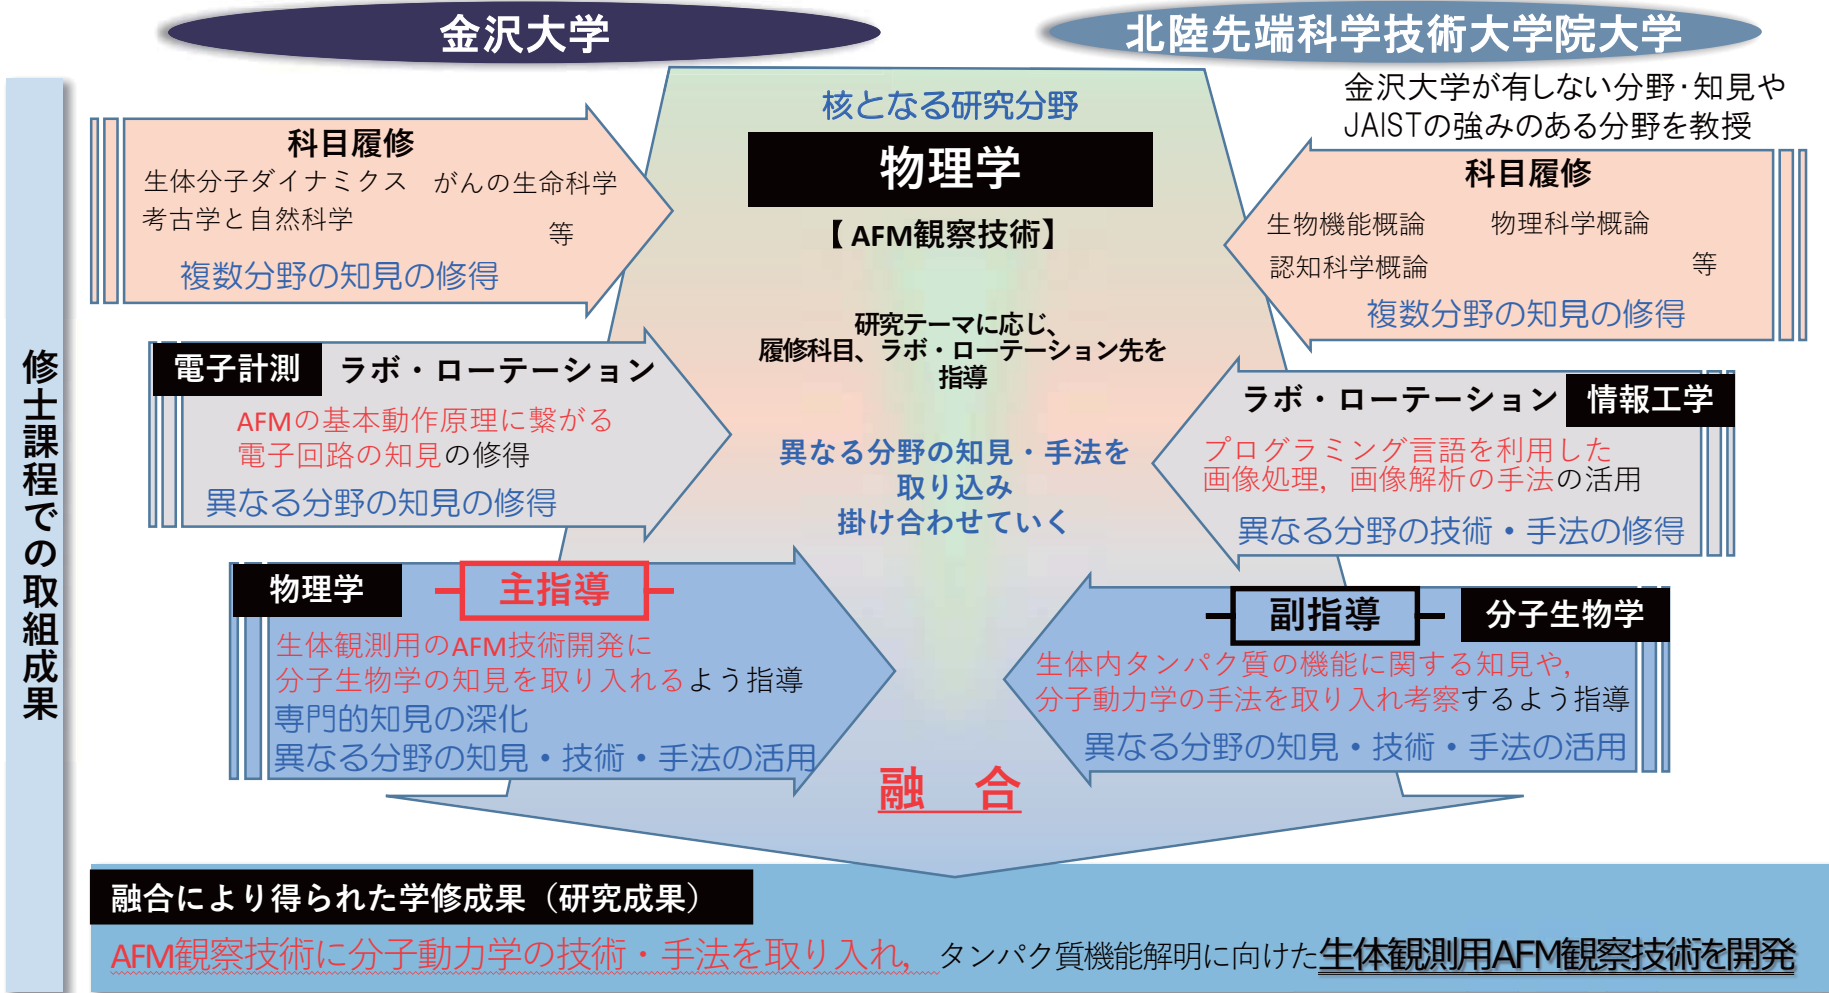 金沢大学
北陸先端科学技術大学院大学
修士課程での取組成果
金沢大学が有しない分野・知見や
JAISTの強みのある分野を教授
核となる研究分野
物理学
【 AFM観察技術】
研究テーマに応じ、
履修科目、ラボ・ローテーション先を
指導
異なる分野の知見・手法を
取り込み
掛け合わせていく
融　合
科目履修
生体分子ダイナミクス　がんの生命科学
考古学と自然科学　等
複数分野の知見の修得
電子計測　ラボ・ローテーション
AFMの基本動作原理に繋がる
電子回路の知見の修得
異なる分野の知見の修得
物理学　主指導
生体観測用のAFM技術開発に
分子生物学の知見を取り入れるよう指導
専門的知見の深化
異なる分野の知見・技術・手法の活用
科目履修
生物機能概論　物理科学概論
認知科学概論　等
複数分野の知見の修得
ラボ・ローテーション　情報工学
プログラミング言語を利用した
画像処理，画像解析の手法の活用
異なる分野の技術・手法の修得
副指導　分子生物学
生体内タンパク質の機能に関する知見や，
分子動力学の手法を取り入れ考察するよう指導
異なる分野の知見・技術・手法の活用
融合により得られた学修成果（研究成果）
AFM観察技術に分子動力学の技術・手法を取り入れ，タンパク質機能解明に向けた生体観測用AFM観察技術を開発